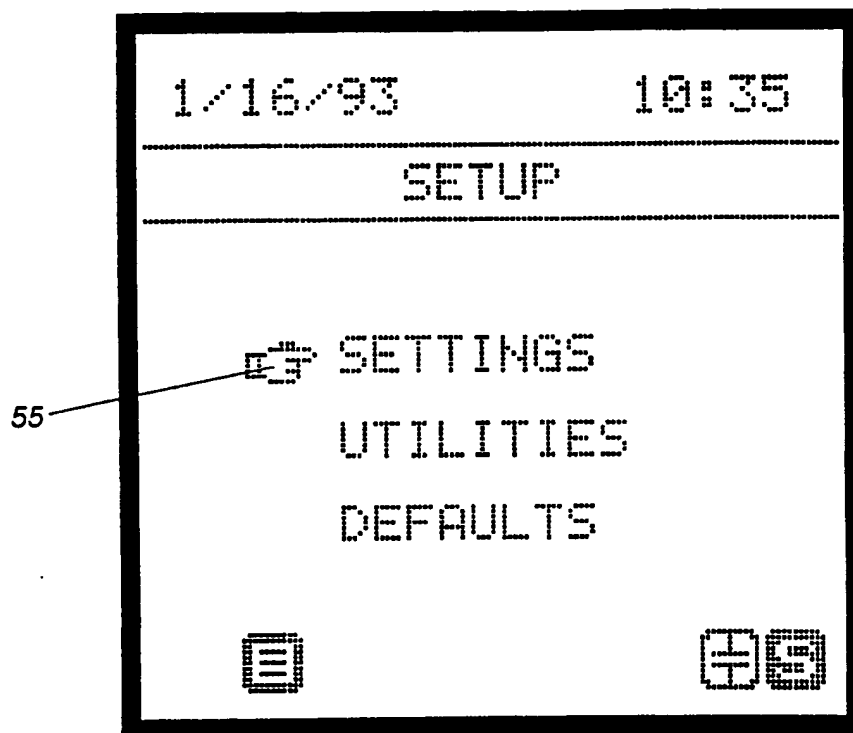 1/16/93 10:35
SETUP
SETTINGS
55
UTILITIES
DEFAULTS
S